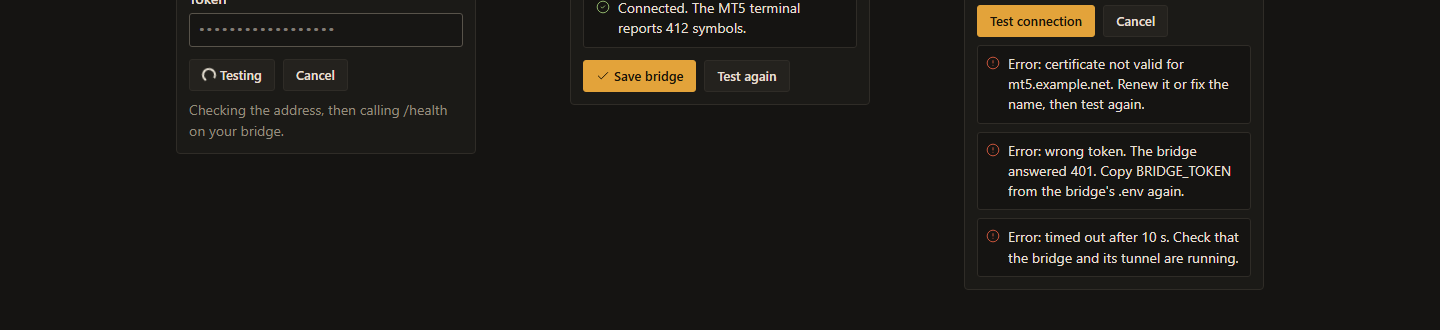 Token
••••••••••••••••••
Testing
Cancel
Checking the address, then calling /health
on your bridge.
Connected. The MT5 terminal
reports 412 symbols.
Save bridge
Test again
Test connection
Cancel
Error: certificate not valid for
mt5.example.net. Renew it or fix the
name, then test again.
Error: wrong token. The bridge
answered 401. Copy BRIDGE_TOKEN
from the bridge's .env again.
Error: timed out after 10 s. Check that
the bridge and its tunnel are running.